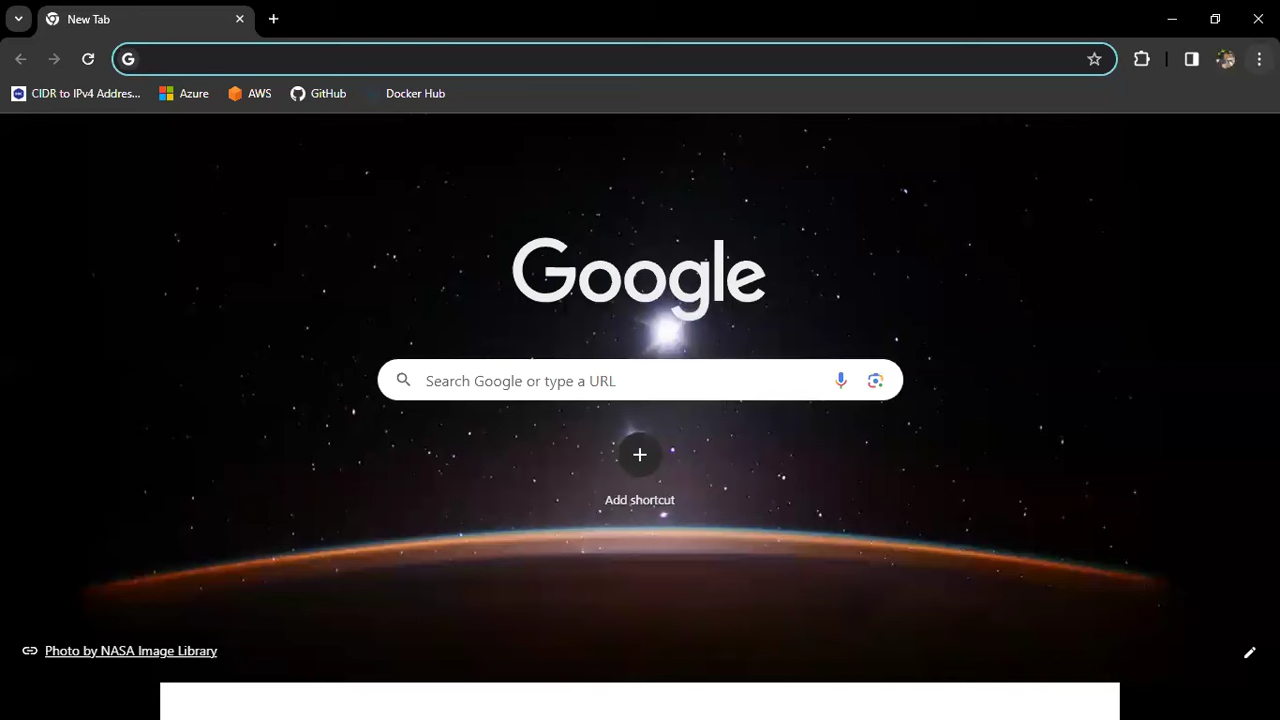 New Tab
CIDR to IPv4 Addres... Azure AWS GitHub Docker Hub
Google
Search Google or type a URL
Add shortcut
Photo by NASA Image Library